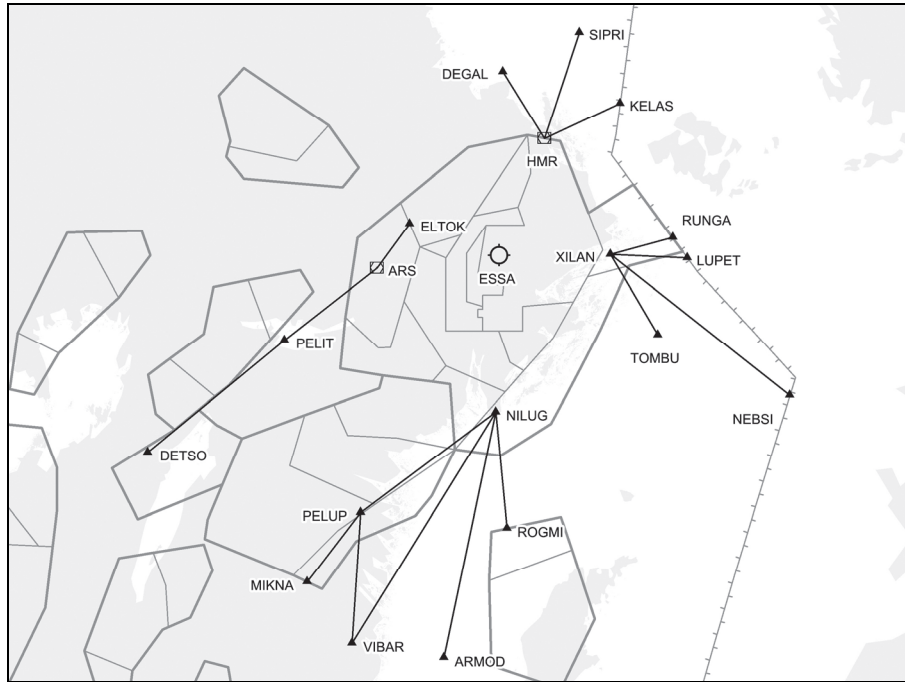 SIPRI
DEGAL
KELAS
HMR
RUNGA
ELTOK
XILAN
LUPET
ARS
ESSA
PELIT
TOMBU
NEBSI
NILUG
DETSO
PELUP
ROGMI
MIKNA
VIBAR
ARMOD